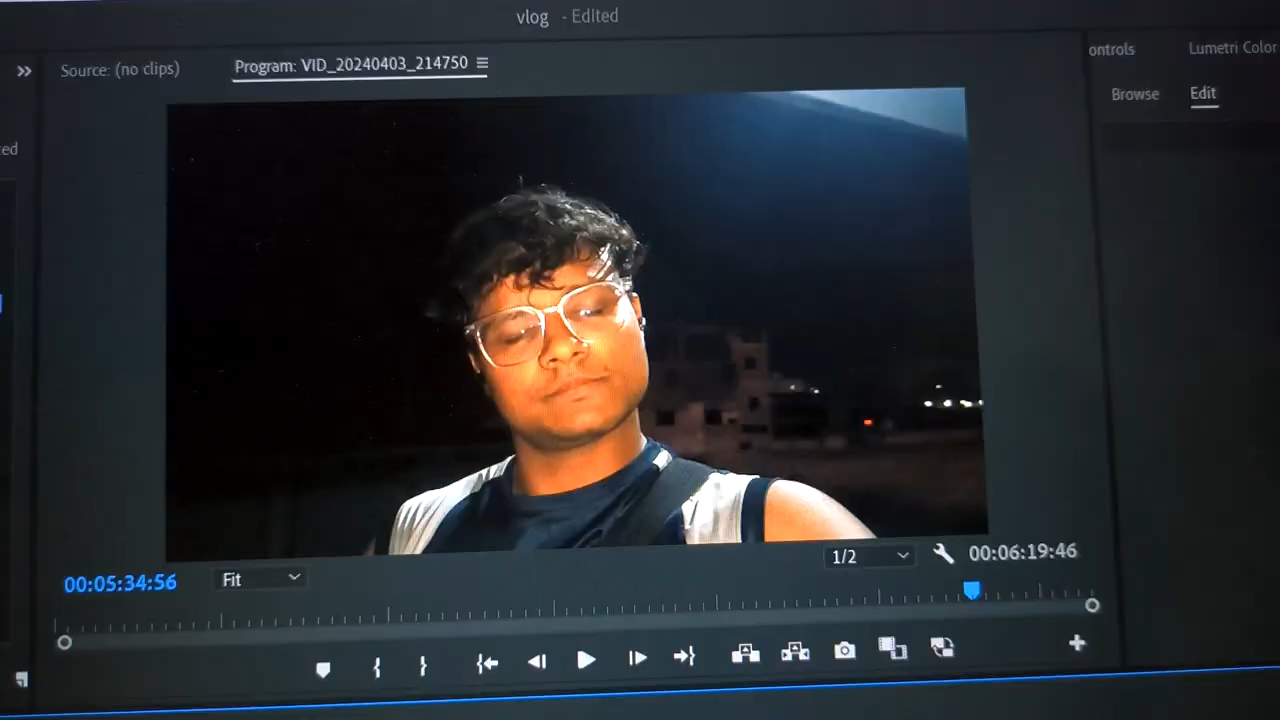 vlog - Edited
Source: (no clips)
Program: VID_20240403_214750
ontrols
Lumetri Color
Browse
Edit
ed
00:05:34:56
Fit
1/2
00:06:19:46